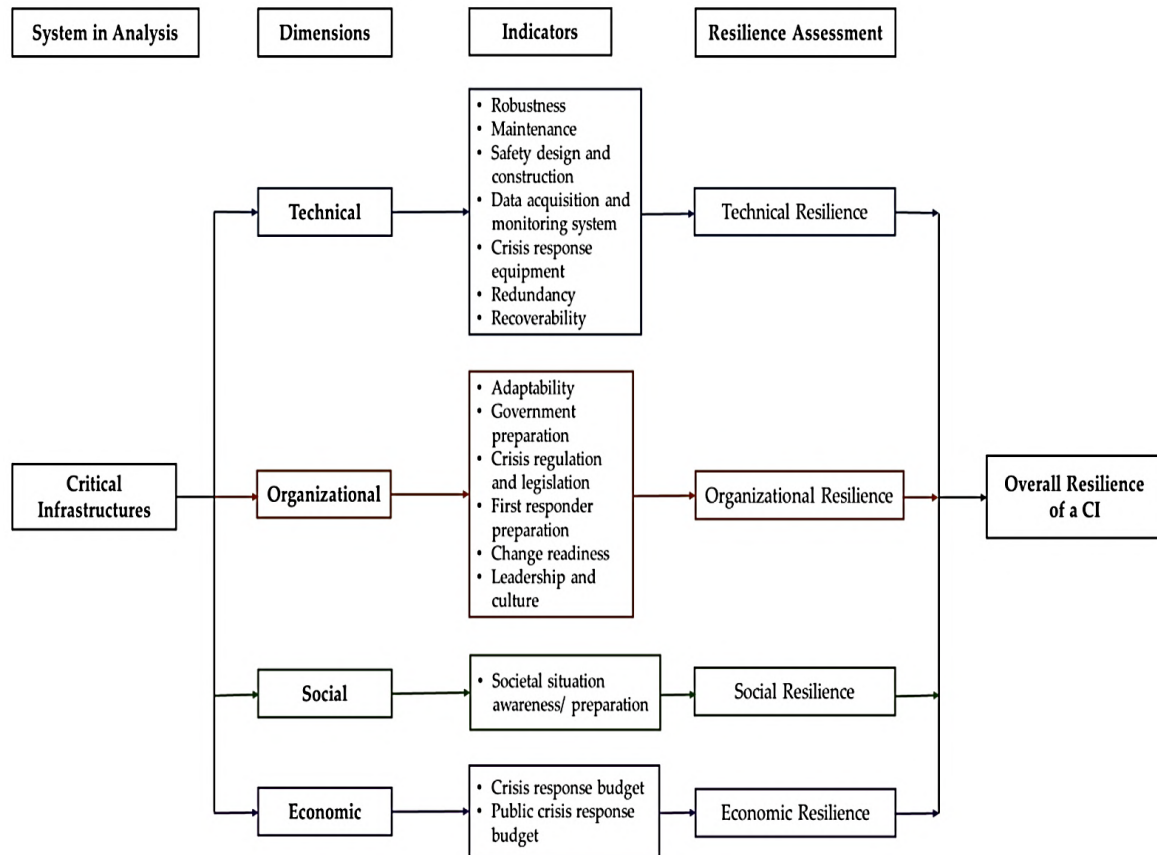 System in Analysis
Dimensions
Indicators
Resilience Assessment
• Robustness
• Maintenance
• Safety design and
construction
• Data acquisition and
monitoring system
• Crisis response
equipment
• Redundancy
• Recoverability
Technical
Technical Resilience
• Adaptability
• Government
preparation
• Crisis regulation
and legislation
• First responder
preparation
• Change readiness
• Leadership and
culture
Critical
Infrastructures
Organizational
Organizational Resilience
Overall Resilience
of a CI
Social
• Societal situation
awareness/ preparation
Social Resilience
Economic
• Crisis response budget
• Public crisis response
budget
Economic Resilience